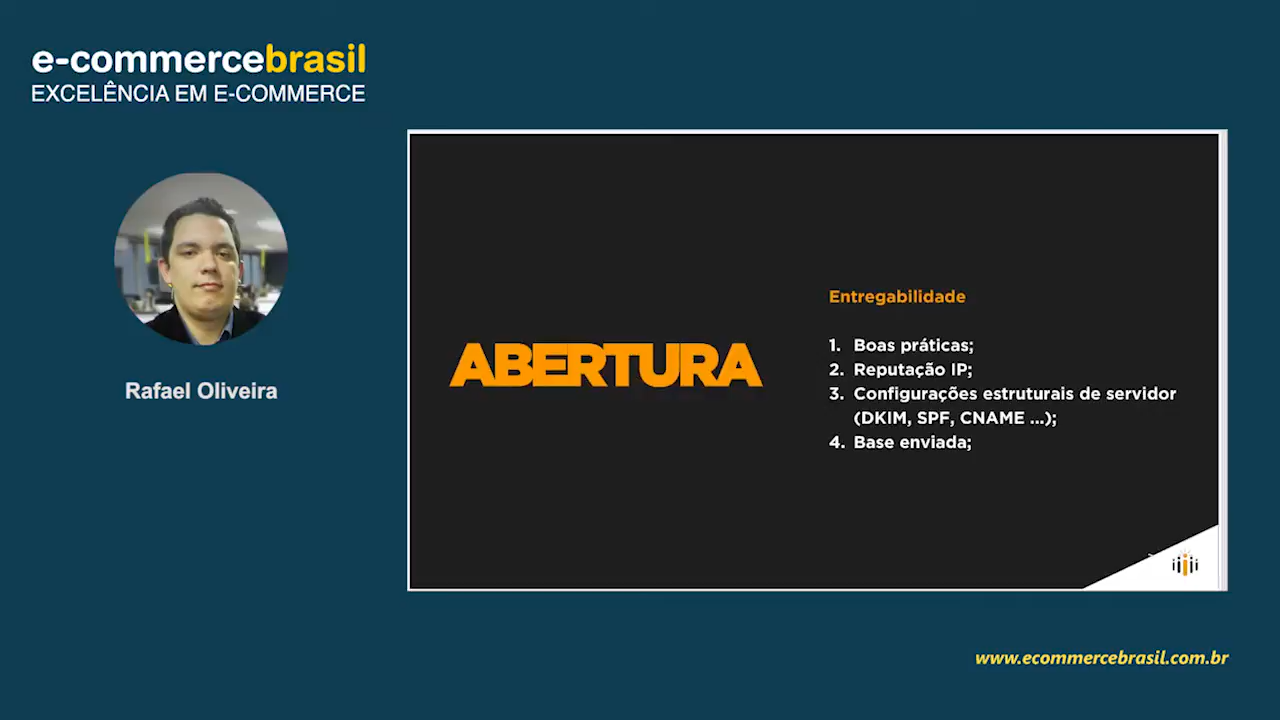 e-commercebrasil
EXCELÊNCIA EM E-COMMERCE
Rafael Oliveira
ABERTURA
Entregabilidade
1. Boas práticas;
2. Reputação IP;
3. Configurações estruturais de servidor
(DKIM, SPF, CNAME ...);
4. Base enviada;
www.ecommercebrasil.com.br